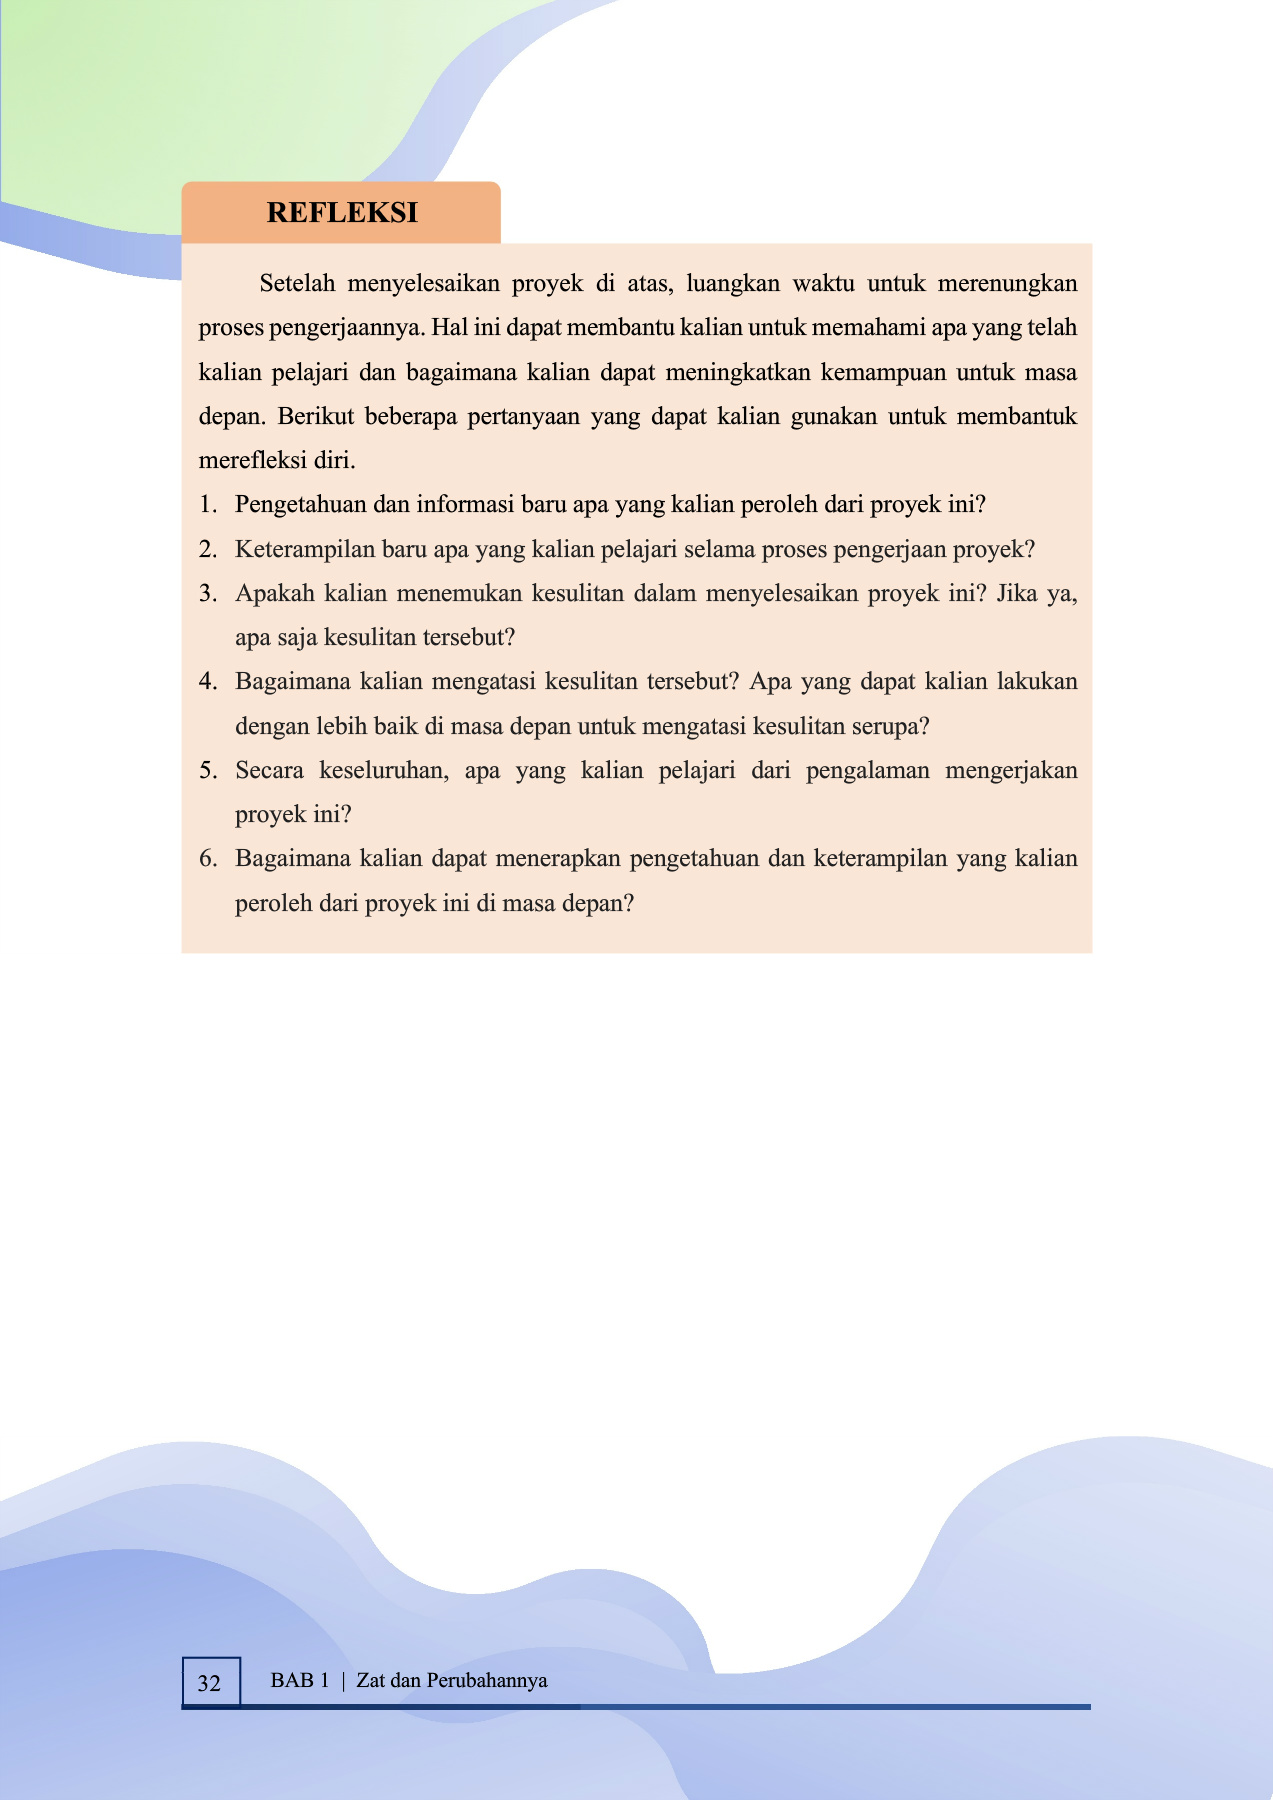 REFLEKSI
Setelah menyelesaikan proyek di atas, luangkan waktu untuk merenungkan
proses pengerjaannya. Hal ini dapat membantu kalian untuk memahami apa yang telah
kalian pelajari dan bagaimana kalian dapat meningkatkan kemampuan untuk masa
depan. Berikut beberapa pertanyaan yang dapat kalian gunakan untuk membantuk
merefleksi diri.
1. Pengetahuan dan informasi baru apa yang kalian peroleh dari proyek ini?
2. Keterampilan baru apa yang kalian pelajari selama proses pengerjaan proyek?
3. Apakah kalian menemukan kesulitan dalam menyelesaikan proyek ini? Jika ya,
apa saja kesulitan tersebut?
4. Bagaimana kalian mengatasi kesulitan tersebut? Apa yang dapat kalian lakukan
dengan lebih baik di masa depan untuk mengatasi kesulitan serupa?
5. Secara keseluruhan, apa yang kalian pelajari dari pengalaman mengerjakan
proyek ini?
6. Bagaimana kalian dapat menerapkan pengetahuan dan keterampilan yang kalian
peroleh dari proyek ini di masa depan?
32 BAB 1 | Zat dan Perubahannya